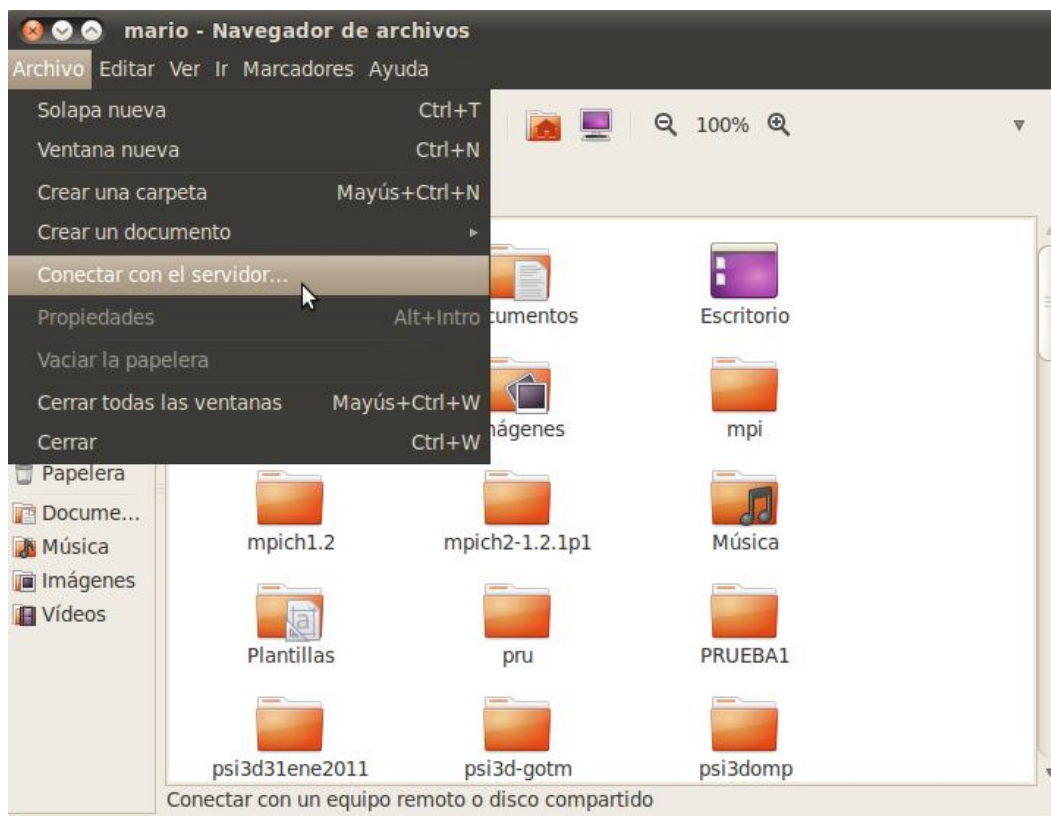 mario - Navegador de archivos
Archivo Editar Ver Ir Marcadores Ayuda
Solapa nueva Ctrl+T
Ventana nueva Ctrl+N
Crear una carpeta Mayús+Ctrl+N
Crear un documento
Conectar con el servidor...
Propiedades Alt+Intro
Vaciar la papelera
Cerrar todas las ventanas Mayús+Ctrl+W
Cerrar Ctrl+W
100%
cumentos Escritorio
ágenes mpi
Papelera
Docume...
Música
Imágenes
Vídeos
mpich1.2 mpich2-1.2.1p1 Música
Plantillas pru PRUEBA1
psi3d31ene2011 psi3d-gotm psi3domp
Conectar con un equipo remoto o disco compartido